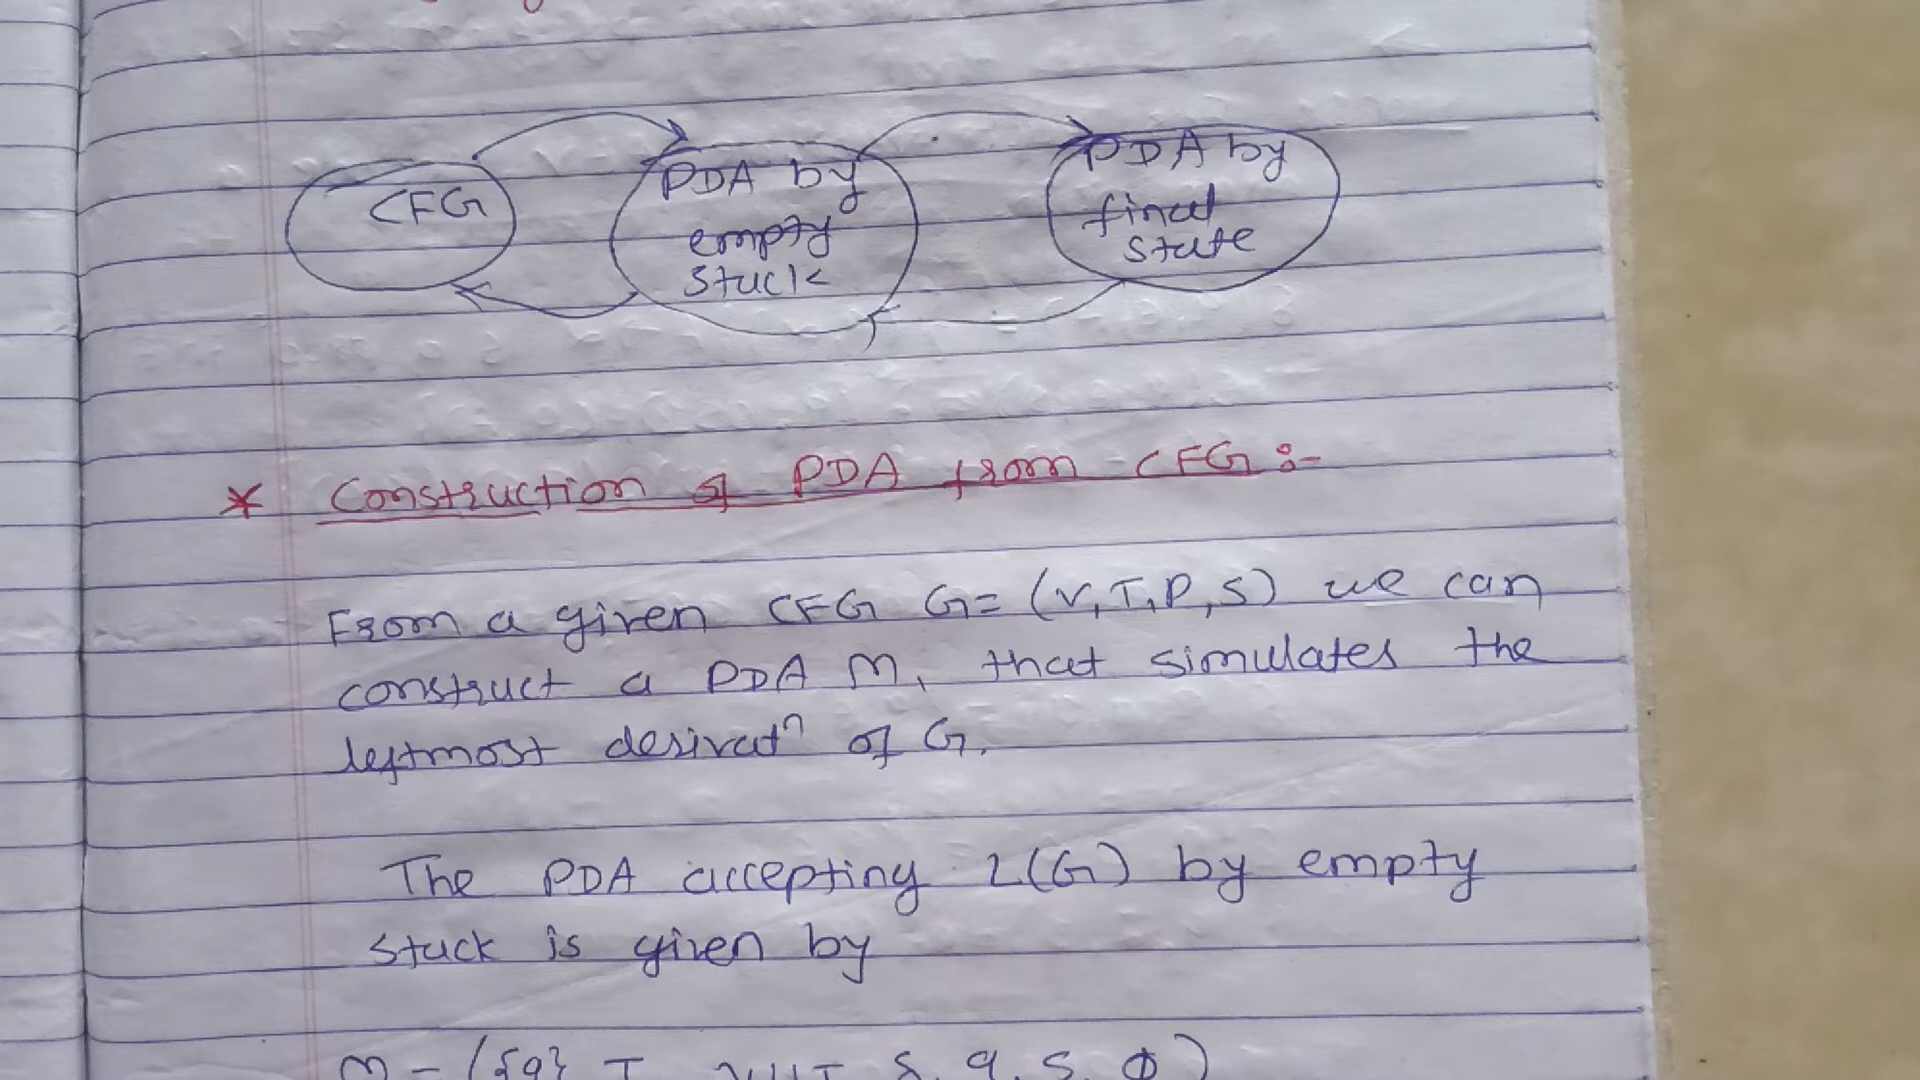 CFG
PDA by
empty
stack
PDA by
final
state
* Construction of PDA from CFG :-
From a given CFG G = (V, T, P, S) we can
construct a PDA M, that simulates the
leftmost derivatn of G.
The PDA accepting L(G) by empty
stack is given by
M = ({q}, T, VUT, δ, q, S, ϕ)